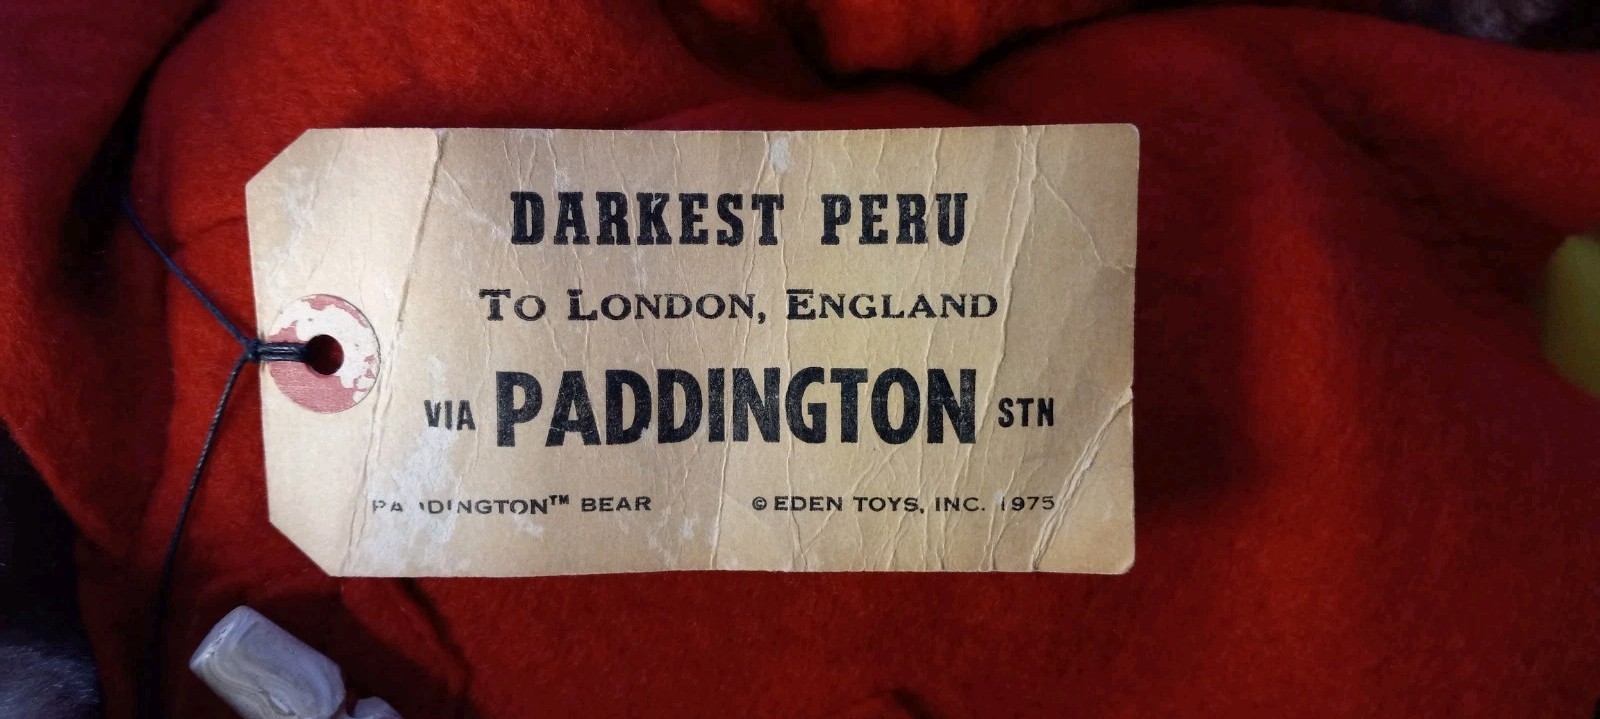 DARKEST PERU
TO LONDON, ENGLAND
VIA PADDINGTON STN
PADDINGTON™ BEAR
© EDEN TOYS, INC. 1975